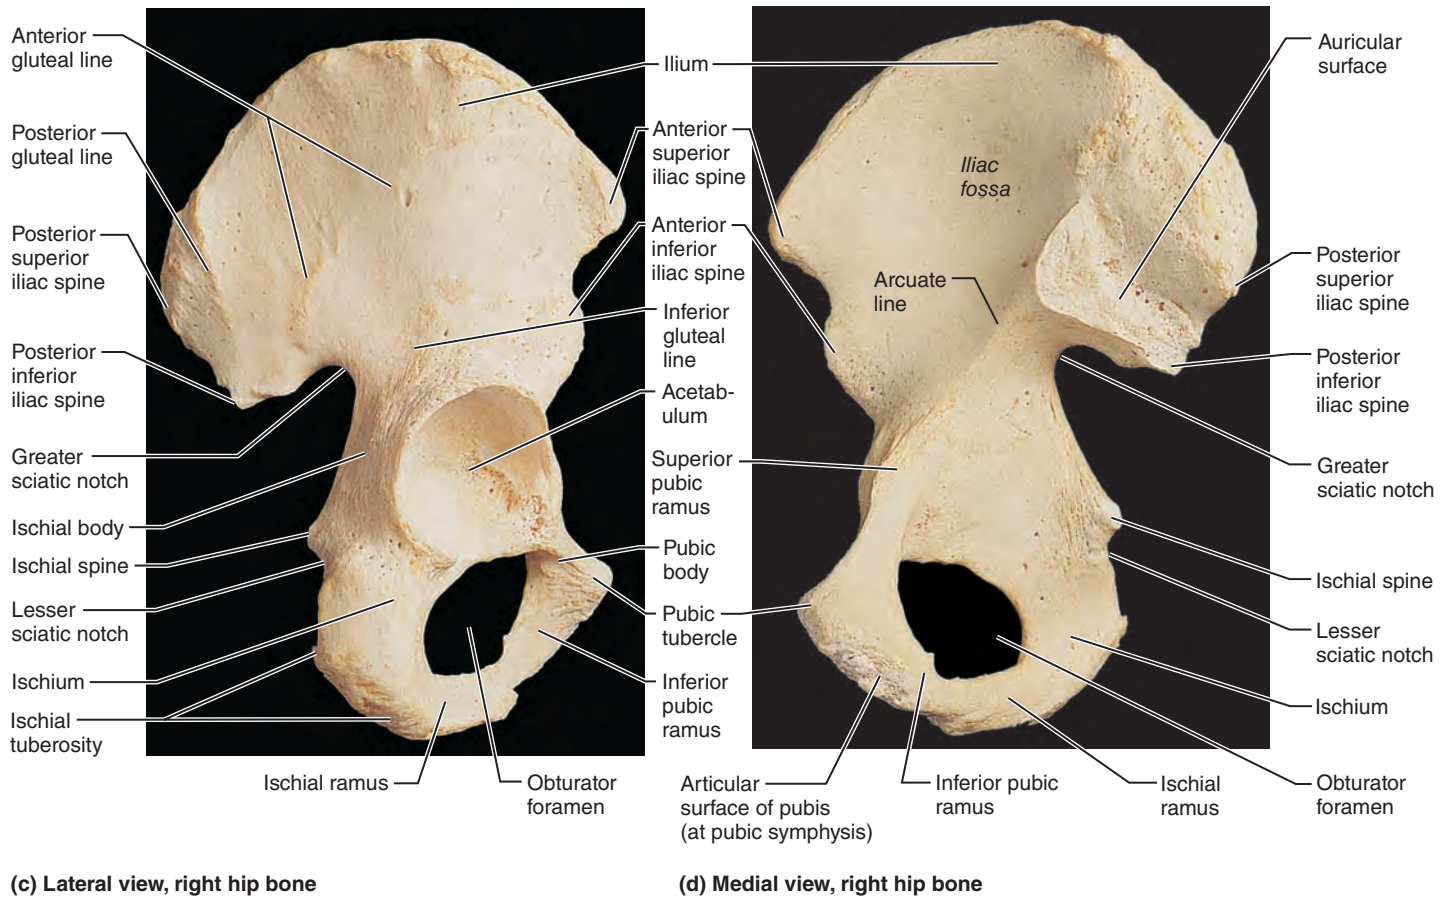 Anterior
gluteal line
Posterior
gluteal line
Posterior
superior
iliac spine
Posterior
inferior
iliac spine
Greater
sciatic notch
Ischial body
Ischial spine
Lesser
sciatic notch
Ischium
Ischial
tuberosity
Ischial ramus
Obturator
foramen
Ilium
Anterior
superior
iliac spine
Anterior
inferior
iliac spine
Inferior
gluteal
line
Acetab-
ulum
Superior
pubic
ramus
Pubic
body
Pubic
tubercle
Inferior
pubic
ramus
Iliac
fossa
Arcuate
line
Auricular
surface
Posterior
superior
iliac spine
Posterior
inferior
iliac spine
Greater
sciatic notch
Ischial spine
Lesser
sciatic notch
Ischium
Obturator
foramen
Articular
surface of pubis
(at pubic symphysis)
Inferior pubic
ramus
Ischial
ramus
(c) Lateral view, right hip bone
(d) Medial view, right hip bone